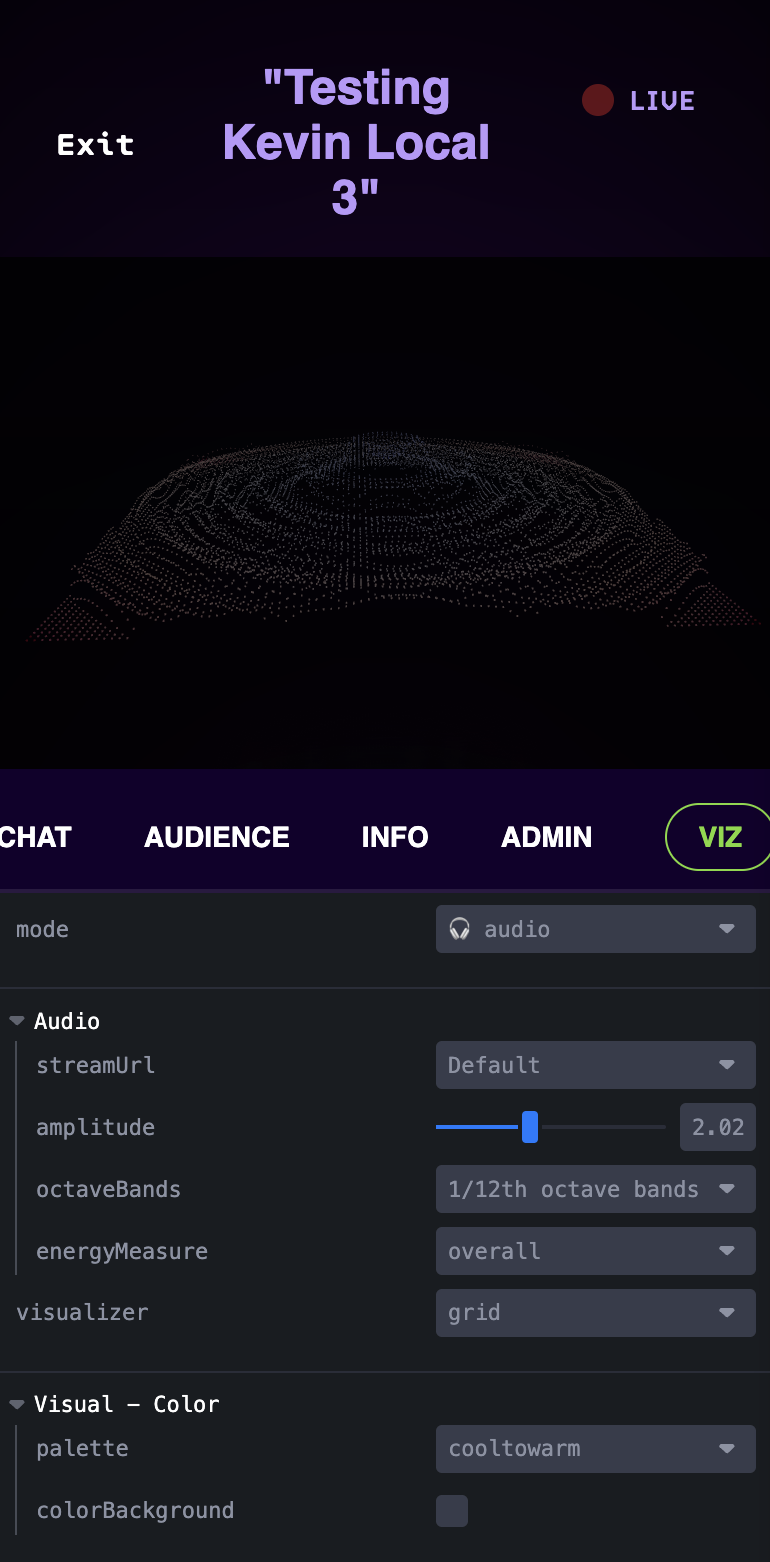 Exit
"Testing
Kevin Local
3"
LIVE
CHAT AUDIENCE INFO ADMIN VIZ
mode 🎧 audio
Audio
streamUrl Default
amplitude 2.02
octaveBands 1/12th octave bands
energyMeasure overall
visualizer grid
Visual – Color
palette cooltowarm
colorBackground